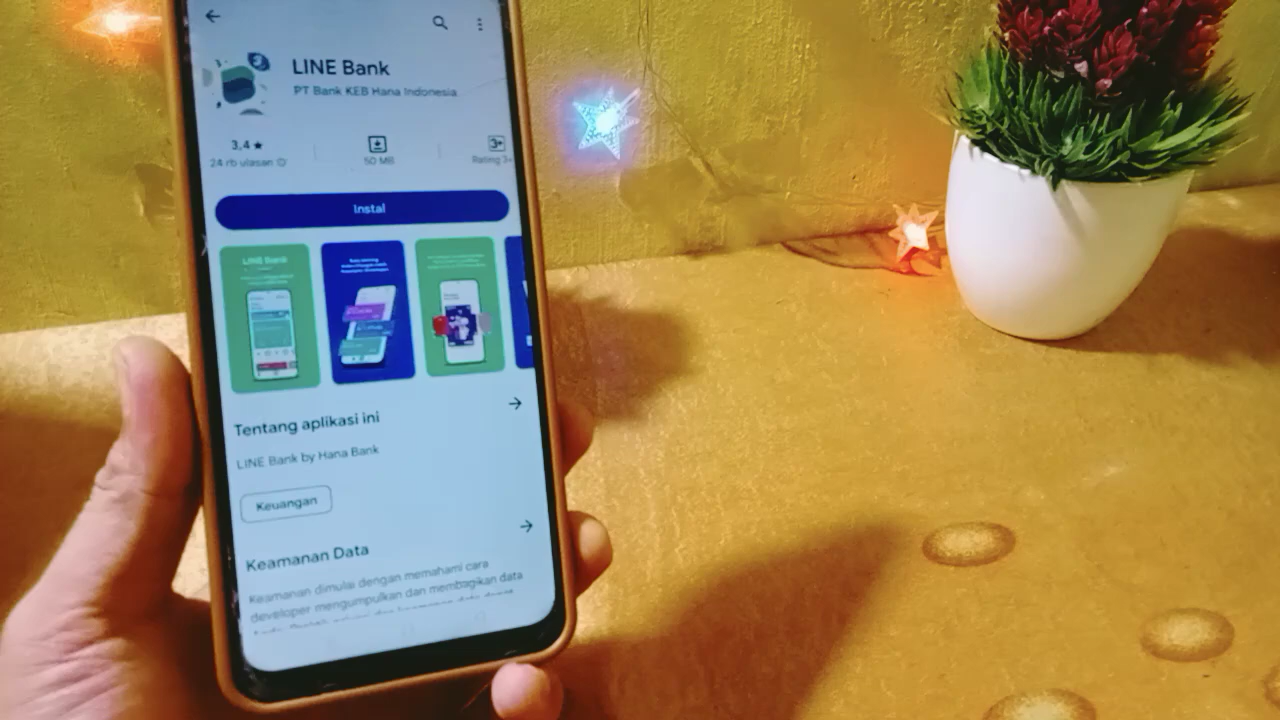 LINE Bank
PT Bank KEB Hana Indonesia
3,4★
3+
24 rb ulasan
50 MB
Rating 3+
Instal
LINE Bank
Tentang aplikasi ini
LINE Bank by Hana Bank
Keuangan
Keamanan Data
Keamanan dimulai dengan memahami cara
developer mengumpulkan dan membagikan data